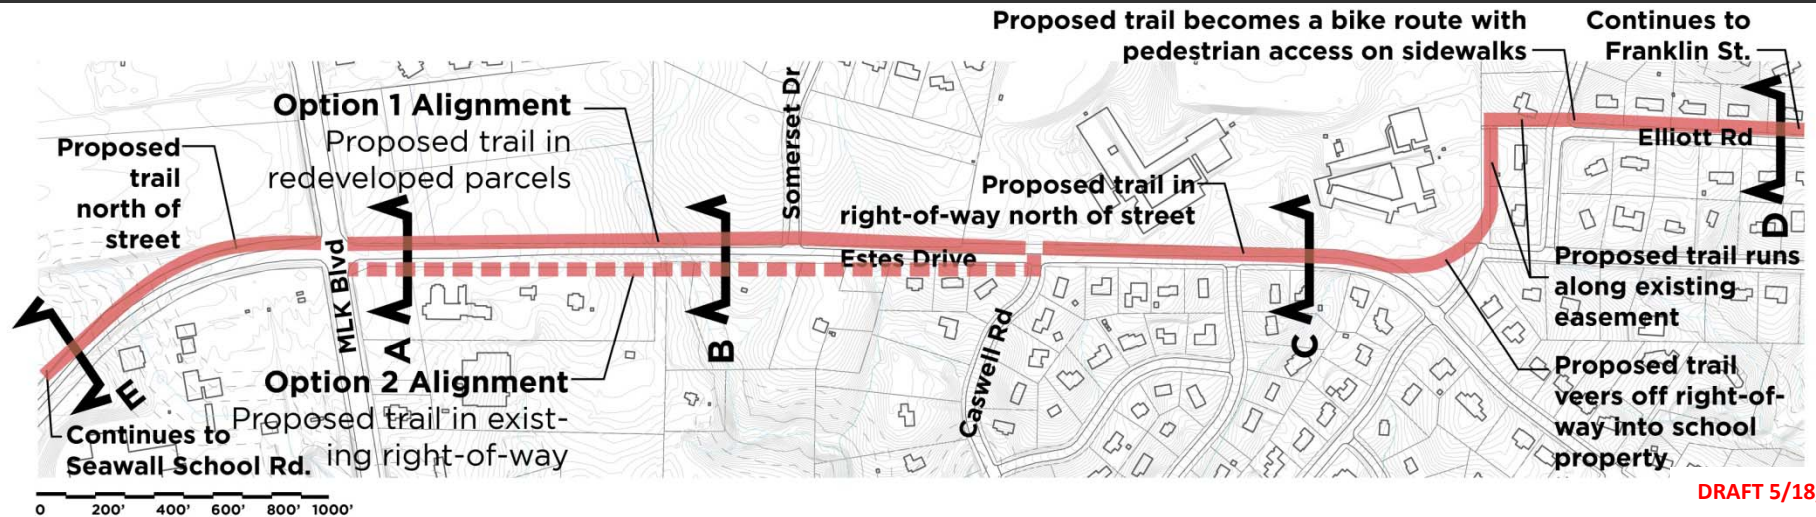 Proposed trail becomes a bike route with
pedestrian access on sidewalks
Continues to
Franklin St.
Option 1 Alignment
Proposed trail in
redeveloped parcels
Proposed
trail
north of
street
Somerset Dr
Proposed trail in
right-of-way north of street
Elliott Rd
D
MLK Blvd
Estes Drive
A
B
C
E
Caswell Rd
Proposed trail runs
along existing
easement
Option 2 Alignment
Proposed trail in exist-
ing right-of-way
Proposed trail
veers off right-of-
way into school
property
Continues to
Seawall School Rd.
0 200' 400' 600' 800' 1000'
DRAFT 5/18